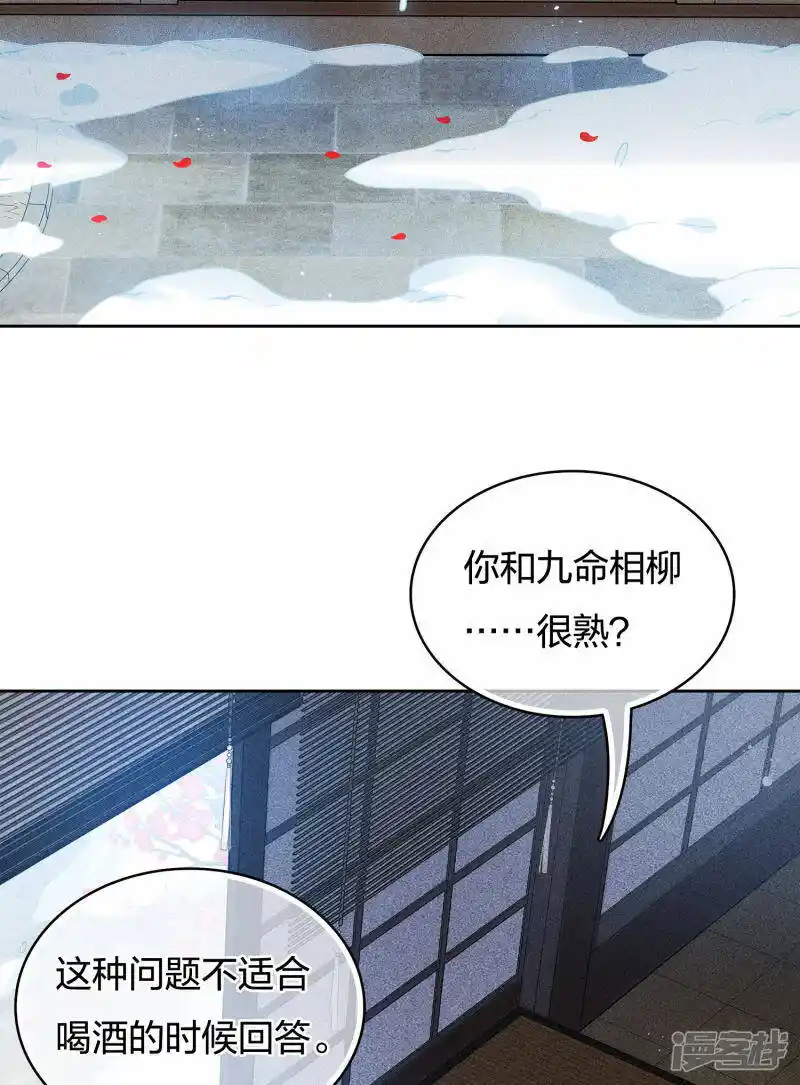 你和九命相柳
……很熟？
这种问题不适合
喝酒的时候回答。
漫客栈